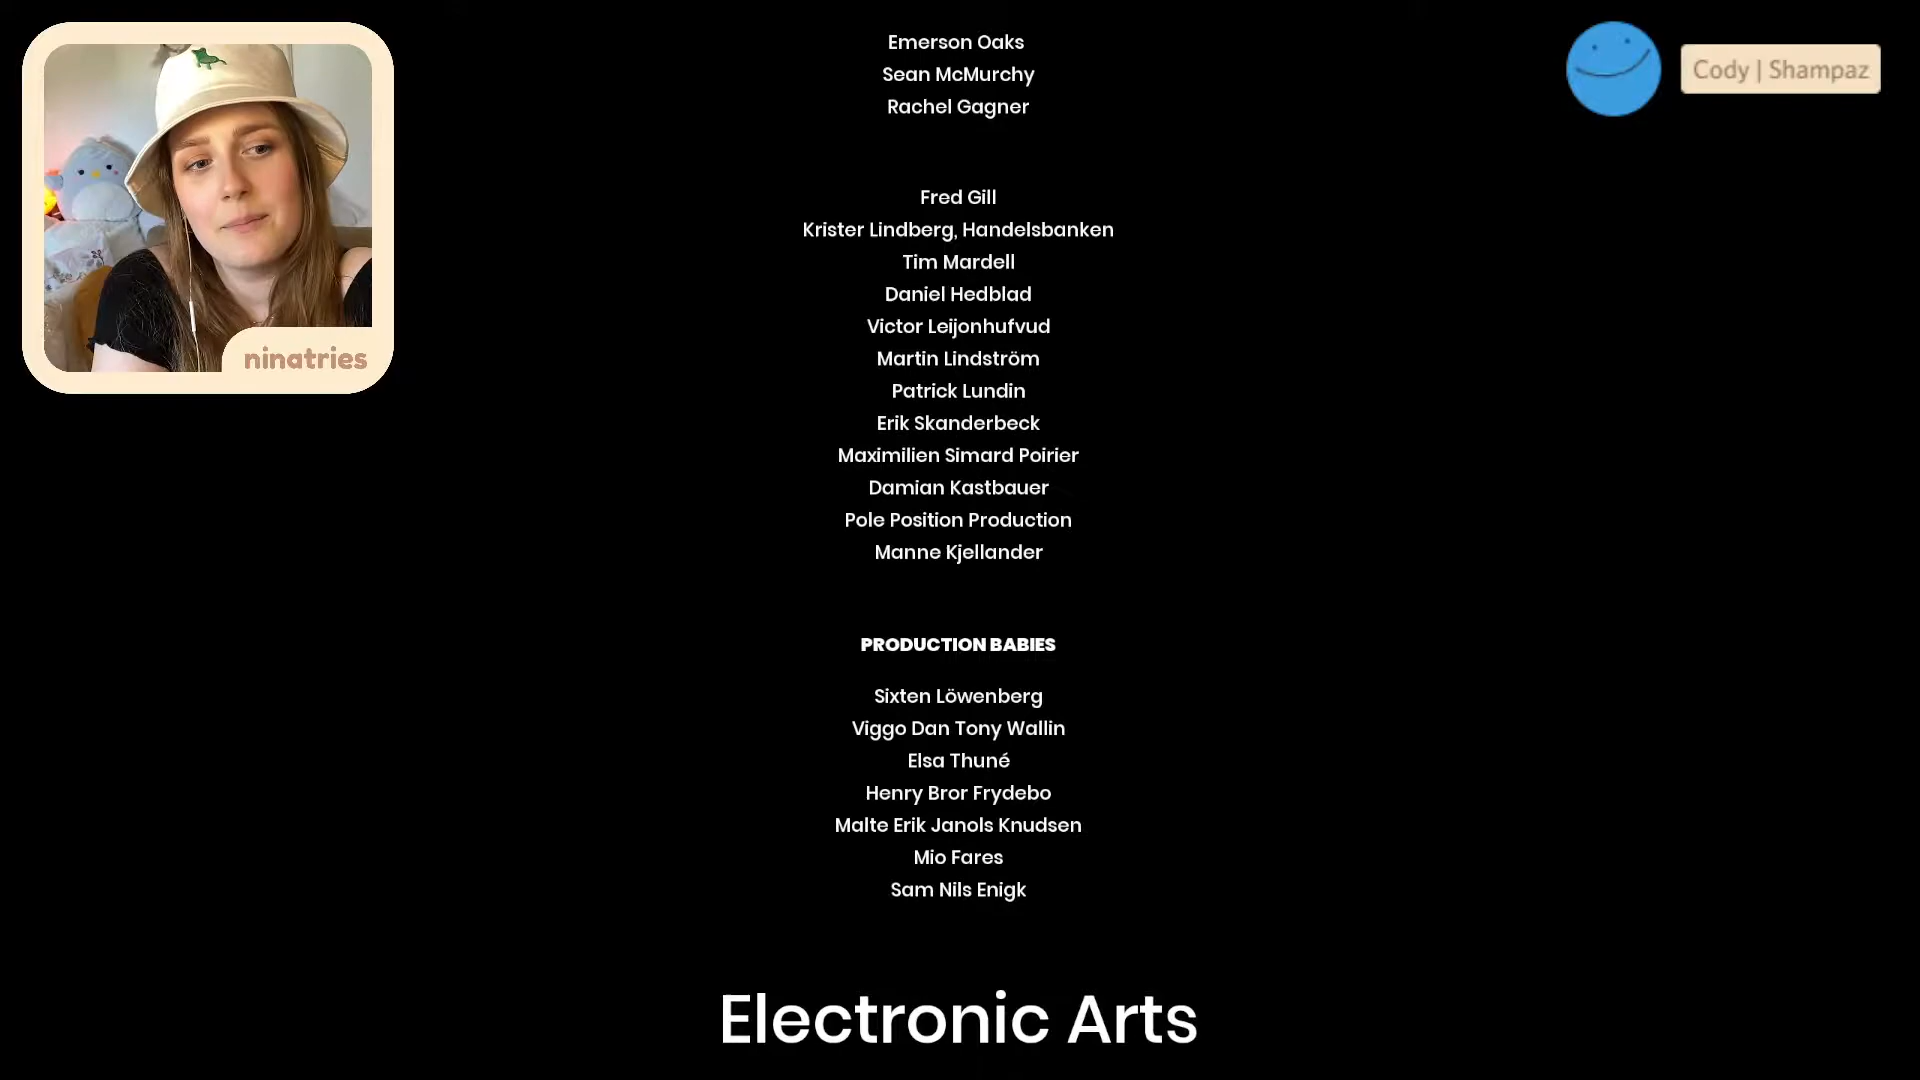 Emerson Oaks
Sean McMurchy
Rachel Gagner
Cody | Shampaz
Fred Gill
Krister Lindberg, Handelsbanken
Tim Mardell
Daniel Hedblad
Victor Leijonhufvud
Martin Lindström
Patrick Lundin
Erik Skanderbeck
Maximilien Simard Poirier
Damian Kastbauer
Pole Position Production
Manne Kjellander
ninatries
PRODUCTION BABIES
Sixten Löwenberg
Viggo Dan Tony Wallin
Elsa Thuné
Henry Bror Frydebo
Malte Erik Janols Knudsen
Mio Fares
Sam Nils Enigk
Electronic Arts